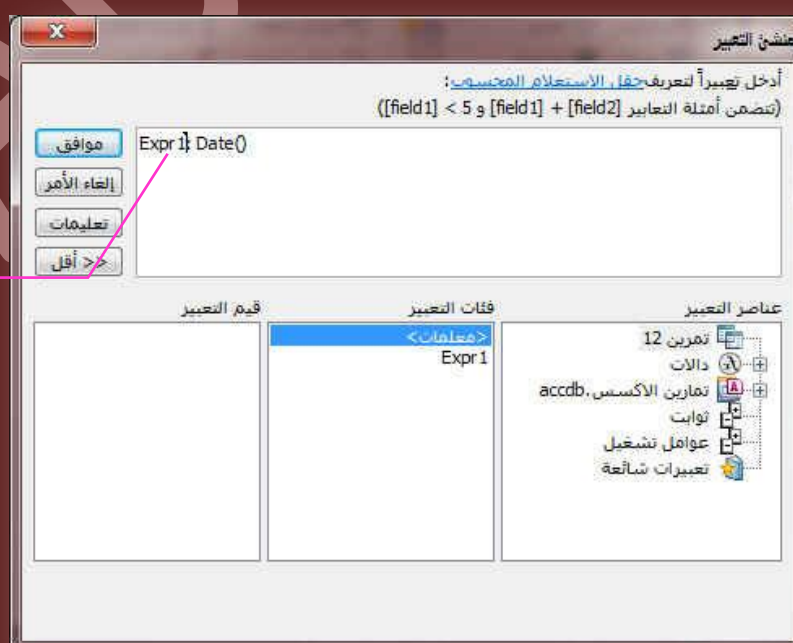 منشئ التعبير
أدخل تعبيراً لتعريف حقل الاستعلام المحسوب:
(تتضمن أمثلة التعابير [field1] + [field2] و [field1] < 5)
Expr1: Date()
موافق
إلغاء الأمر
تعليمات
<< أقل
عناصر التعبير
تمرين 12
دالات
تمارين الاكسس.accdb
ثوابت
عوامل تشغيل
تعبيرات شائعة
فئات التعبير
<معلمات>
Expr1
قيم التعبير